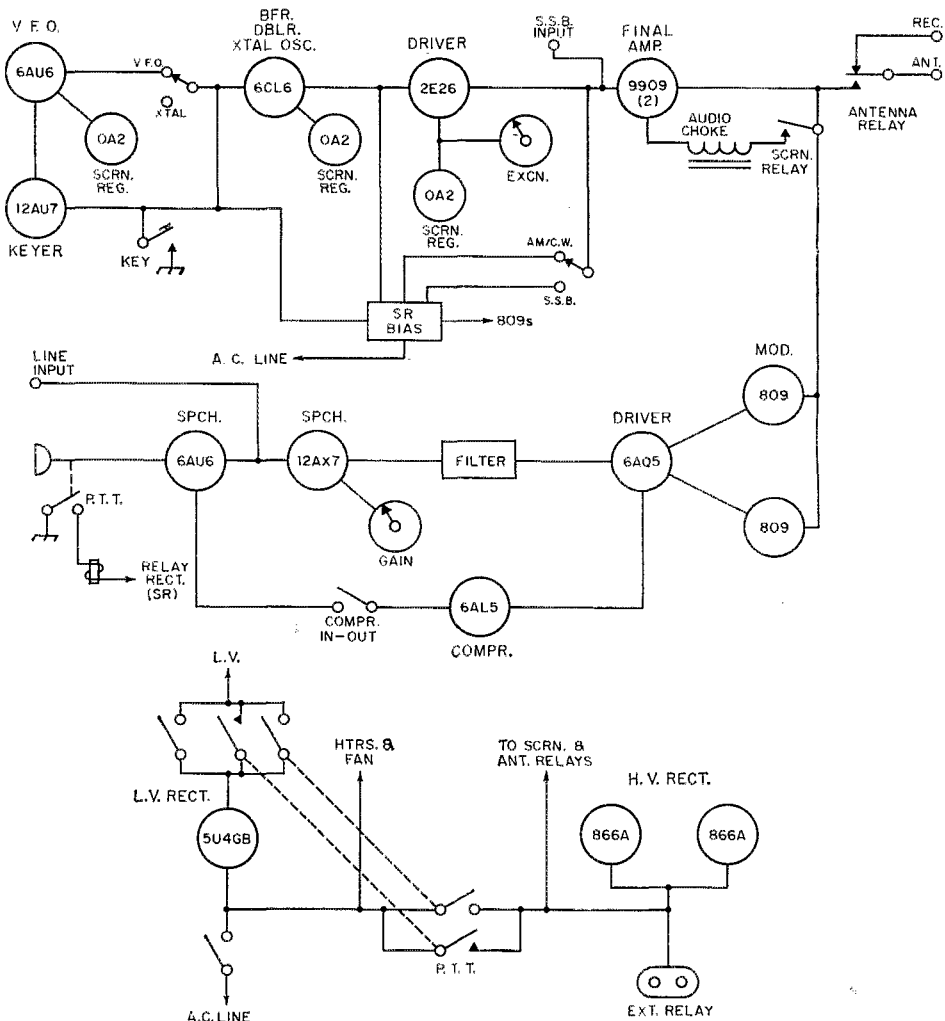 V F. O.
6AU6
V F.O.
XTAL
OA2
SCRN.
REG.
12AU7
KEYER
KEY
BFR.
DBLR.
XTAL OSC.
6CL6
OA2
SCRN.
REG.
DRIVER
2E26
EXCN.
OA2
SCRN.
REG.
S.S.B.
INPUT
FINAL
AMP.
9909
(2)
AUDIO
CHOKE
SCRN.
RELAY
REC.
ANT.
ANTENNA
RELAY
AM/C.W.
S.S.B.
SR
BIAS
809s
A. C. LINE
LINE
INPUT
SPCH.
6AU6
SPCH.
12AX7
GAIN
FILTER
DRIVER
6AQ5
MOD.
809
809
P.T.T.
RELAY
RECT.
(SR)
COMPR.
IN-OUT
6AL5
COMPR.
L.V.
L.V. RECT.
5U4GB
HTRS. &
FAN
TO SCRN. &
ANT. RELAYS
H.V. RECT.
866A
866A
P. T. T.
A.C. LINE
EXT. RELAY